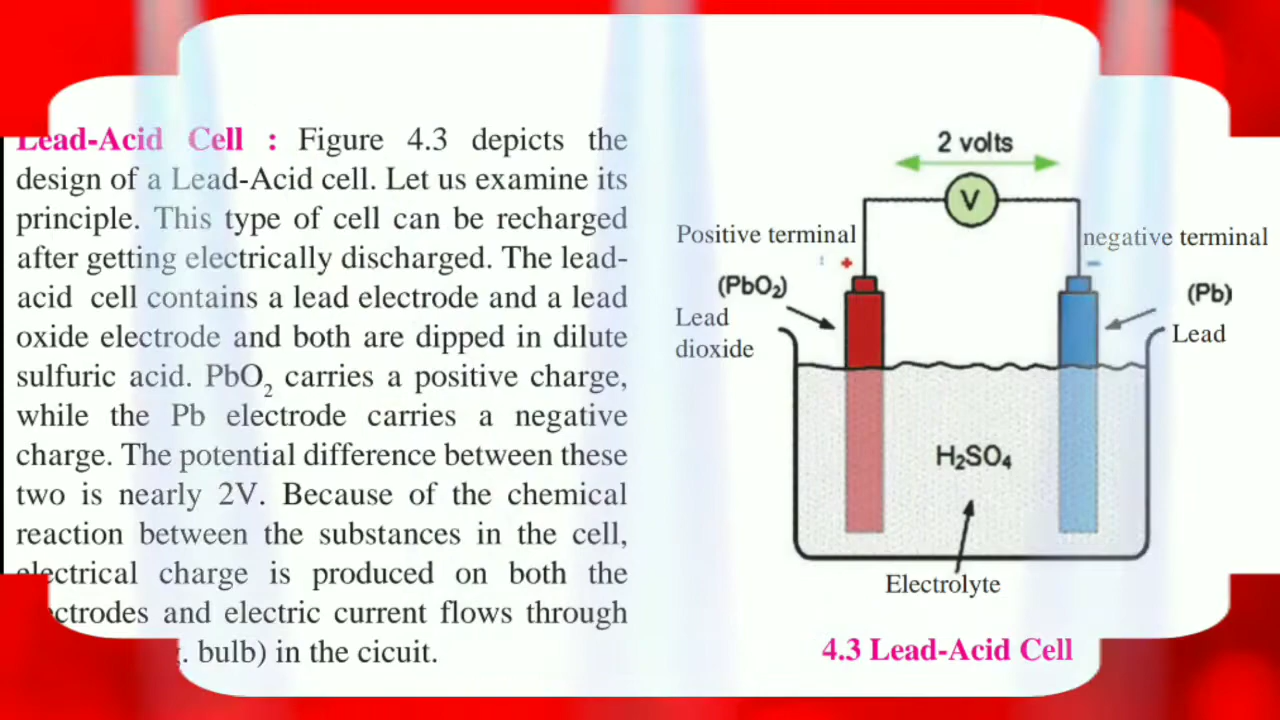 Lead-Acid Cell : Figure 4.3 depicts the
design of a Lead-Acid cell. Let us examine its
principle. This type of cell can be recharged
after getting electrically discharged. The lead-
acid cell contains a lead electrode and a lead
oxide electrode and both are dipped in dilute
sulfuric acid. PbO₂ carries a positive charge,
while the Pb electrode carries a negative
charge. The potential difference between these
two is nearly 2V. Because of the chemical
reaction between the substances in the cell,
electrical charge is produced on both the
electrodes and electric current flows through
. bulb) in the cicuit.
2 volts
V
Positive terminal
negative terminal
+
−
(PbO₂)
(Pb)
Lead
dioxide
Lead
H₂SO₄
Electrolyte
4.3 Lead-Acid Cell